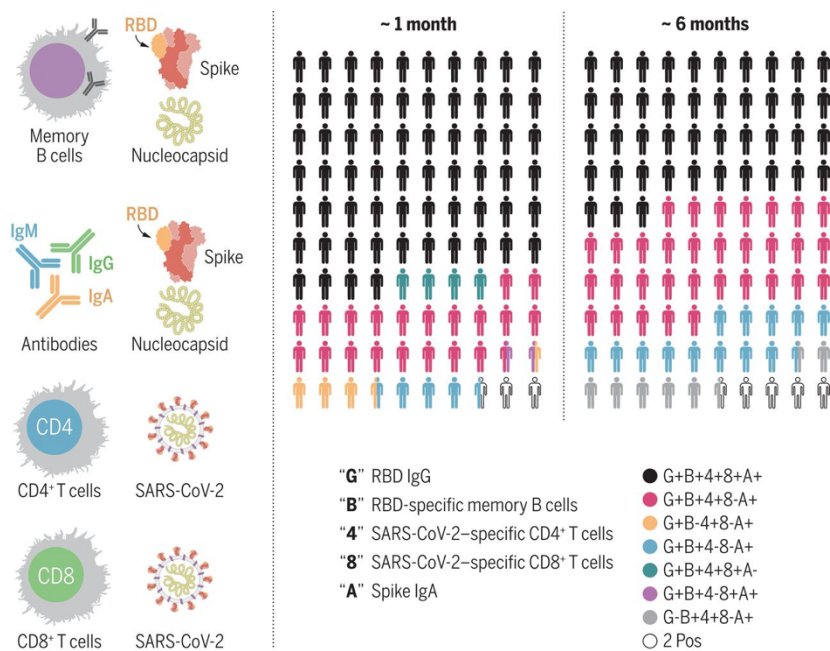 RBD
Spike
Memory
B cells
Nucleocapsid
IgM
IgG
IgA
RBD
Spike
Antibodies
Nucleocapsid
CD4
CD4⁺ T cells
SARS-CoV-2
CD8
CD8⁺ T cells
SARS-CoV-2
~ 1 month
~ 6 months
“G” RBD IgG
“B” RBD-specific memory B cells
“4” SARS-CoV-2–specific CD4⁺ T cells
“8” SARS-CoV-2–specific CD8⁺ T cells
“A” Spike IgA
G+B+4+8+A+
G+B+4+8-A+
G+B-4+8-A+
G+B+4-8-A+
G+B+4+8+A-
G+B+4-8+A+
G-B+4+8-A+
2 Pos